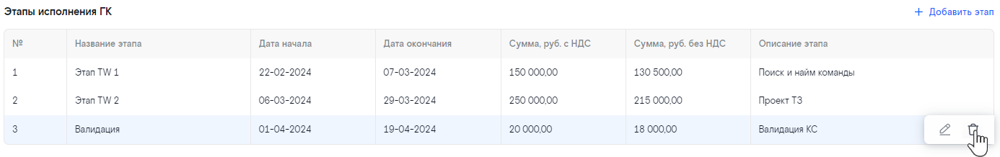 Этапы исполнения ГК
+ Добавить этап
№ Название этапа Дата начала Дата окончания Сумма, руб. с НДС Сумма, руб. без НДС Описание этапа
1 Этап TW 1 22-02-2024 07-03-2024 150 000,00 130 500,00 Поиск и найм команды
2 Этап TW 2 06-03-2024 29-03-2024 250 000,00 215 000,00 Проект ТЗ
3 Валидация 01-04-2024 19-04-2024 20 000,00 18 000,00 Валидация КС